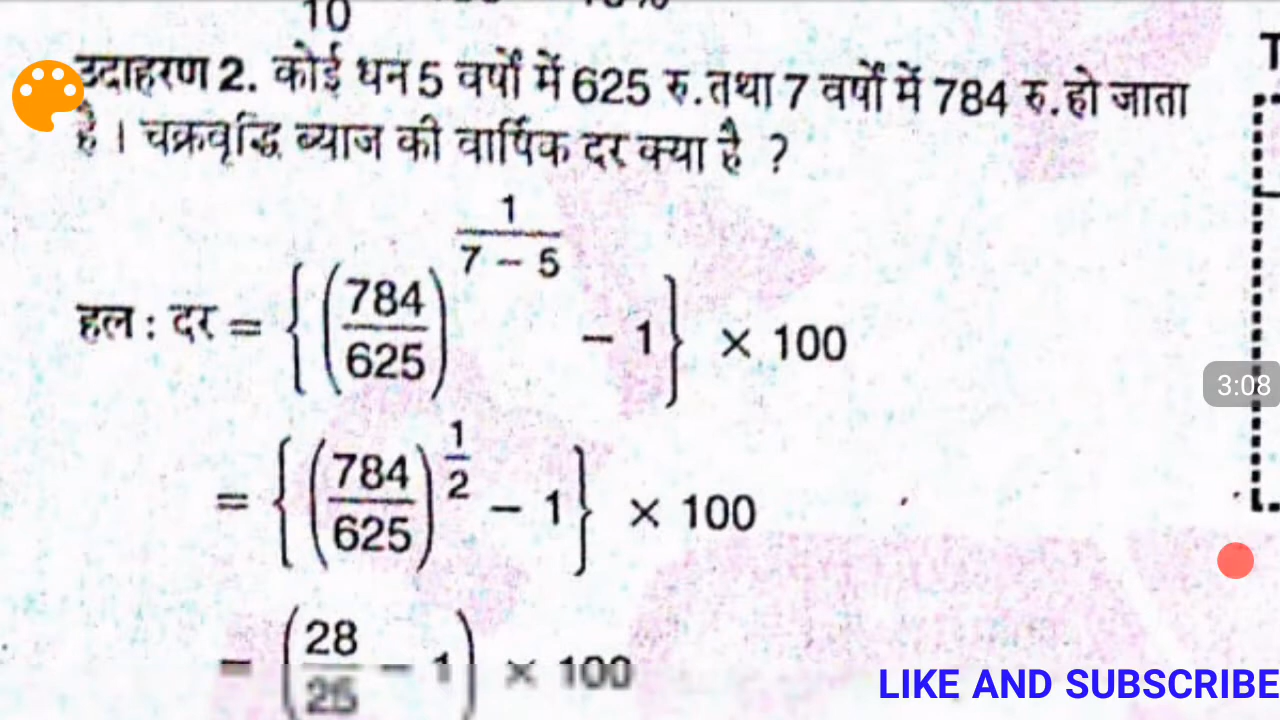 10
उदाहरण 2. कोई धन 5 वर्षों में 625 रु. तथा 7 वर्षों में 784 रु. हो जाता
है । चक्रवृद्धि ब्याज की वार्षिक दर क्या है ?
हल : दर = {(784/625)^(1/(7 – 5)) – 1} × 100
= {(784/625)^(1/2) – 1} × 100
= (28/25 – 1) × 100
3:08
LIKE AND SUBSCRIBE